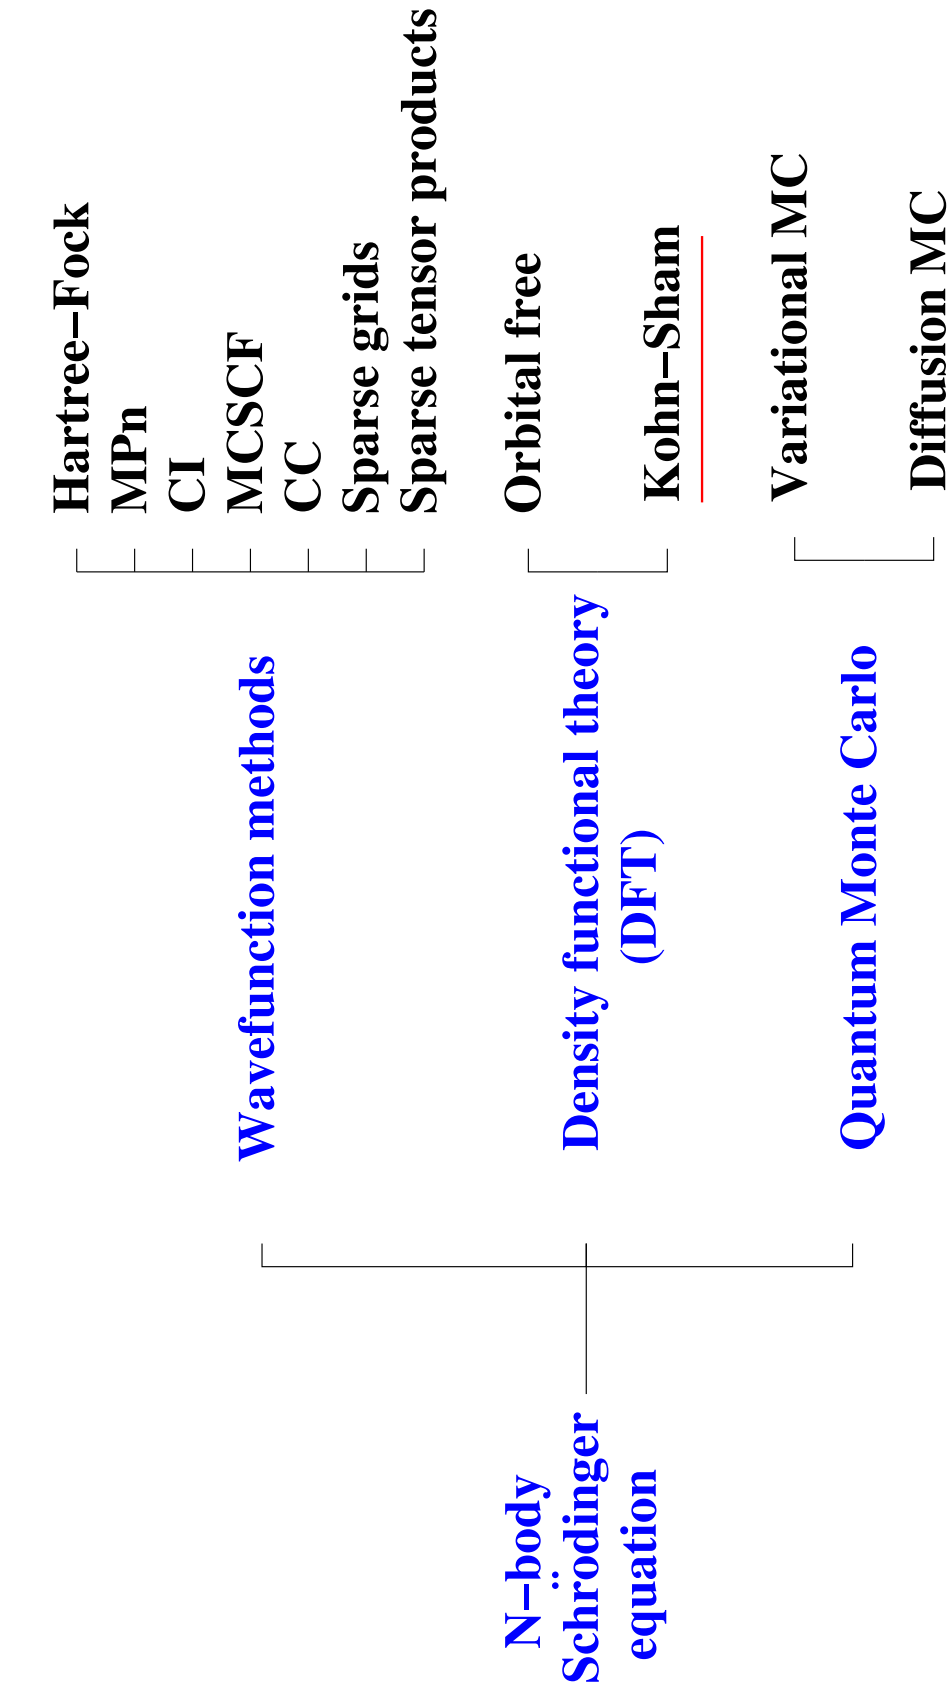 N−body
Schrödinger
equation
Wavefunction methods
Hartree−Fock
MPn
CI
MCSCF
CC
Sparse grids
Sparse tensor products
Density functional theory
(DFT)
Orbital free
Kohn−Sham
Quantum Monte Carlo
Variational MC
Diffusion MC